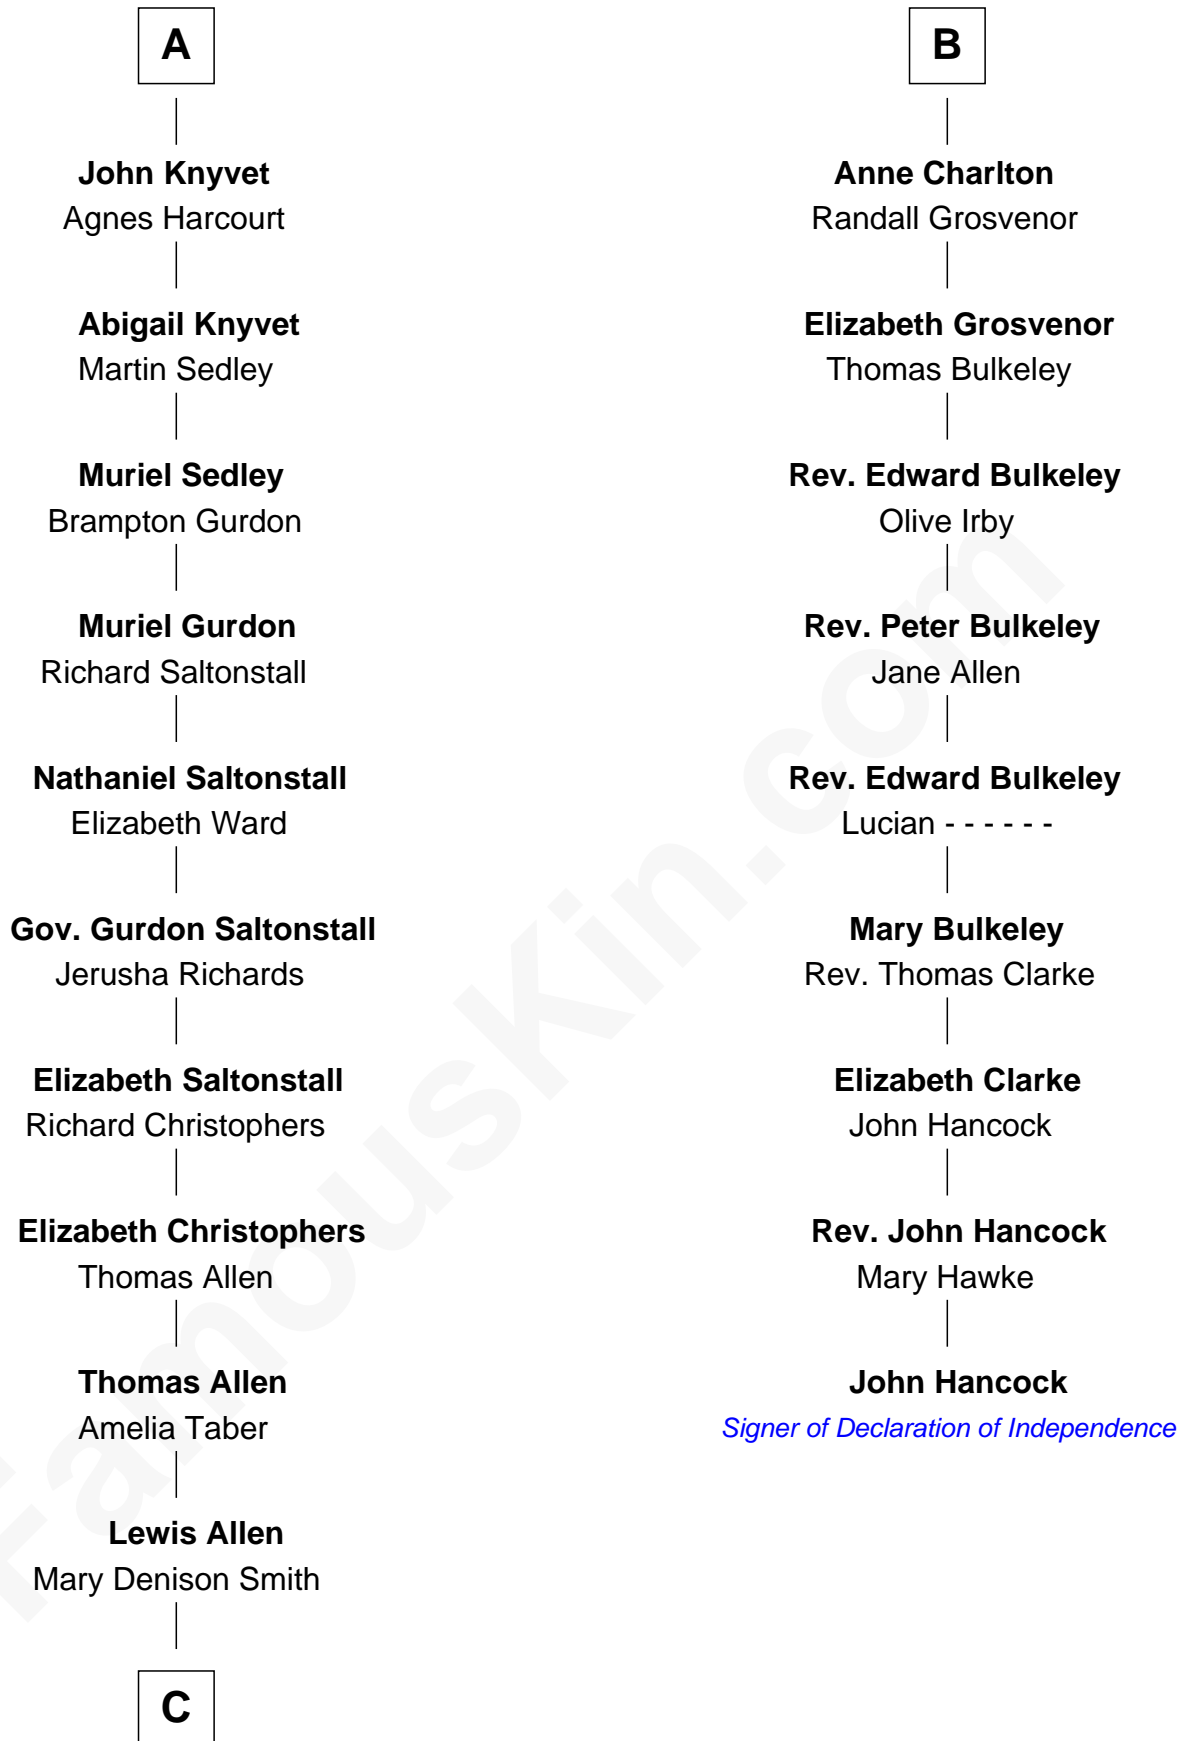 A
John Knyvet
Agnes Harcourt
Abigail Knyvet
Martin Sedley
Muriel Sedley
Brampton Gurdon
Muriel Gurdon
Richard Saltonstall
Nathaniel Saltonstall
Elizabeth Ward
Gov. Gurdon Saltonstall
Jerusha Richards
Elizabeth Saltonstall
Richard Christophers
Elizabeth Christophers
Thomas Allen
Thomas Allen
Amelia Taber
Lewis Allen
Mary Denison Smith
C
B
Anne Charlton
Randall Grosvenor
Elizabeth Grosvenor
Thomas Bulkeley
Rev. Edward Bulkeley
Olive Irby
Rev. Peter Bulkeley
Jane Allen
Rev. Edward Bulkeley
Lucian - - - - - -
Mary Bulkeley
Rev. Thomas Clarke
Elizabeth Clarke
John Hancock
Rev. John Hancock
Mary Hawke
John Hancock
Signer of Declaration of Independence
FamousKin.com